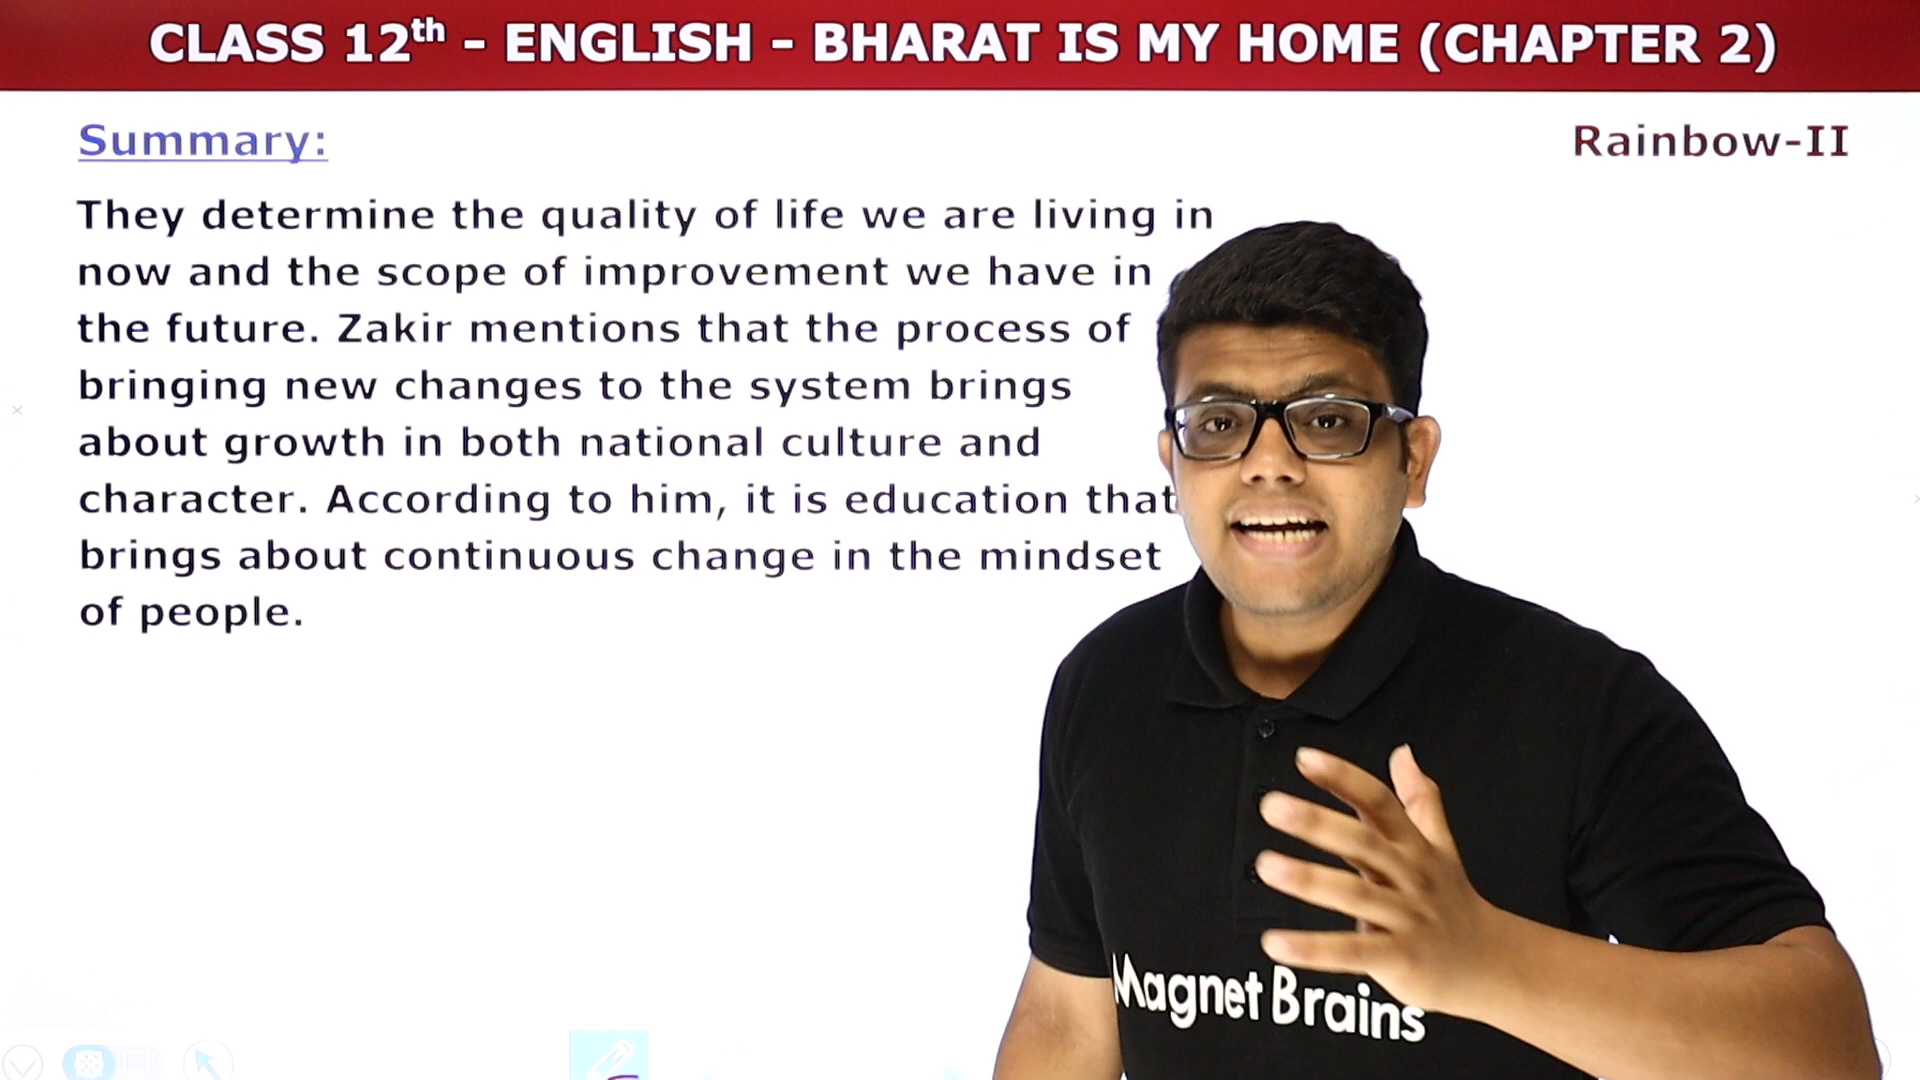 CLASS 12th - ENGLISH - BHARAT IS MY HOME (CHAPTER 2)
Summary:
Rainbow-II
They determine the quality of life we are living in
now and the scope of improvement we have in
the future. Zakir mentions that the process of
bringing new changes to the system brings
about growth in both national culture and
character. According to him, it is education that
brings about continuous change in the mindset
of people.
Magnet Brains